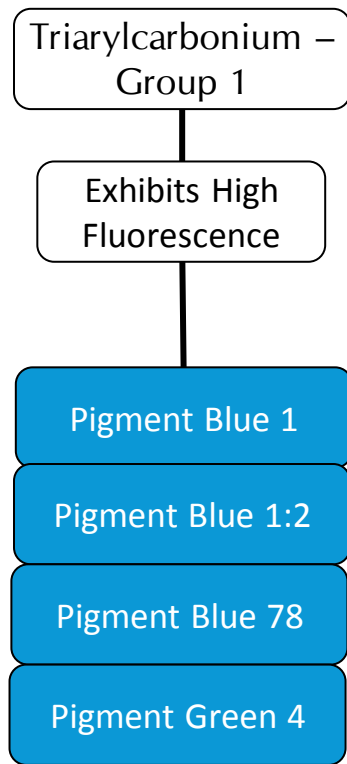 Triarylcarbonium –
Group 1
Exhibits High
Fluorescence
Pigment Blue 1
Pigment Blue 1:2
Pigment Blue 78
Pigment Green 4